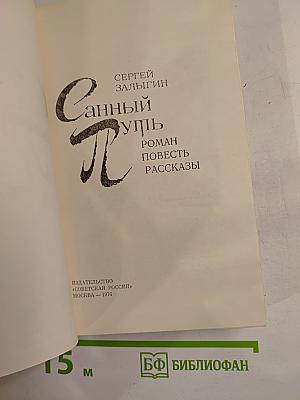 СЕРГЕЙ
ЗАЛЫГИН
Санный
Путь
РОМАН
ПОВЕСТЬ
РАССКАЗЫ
ИЗДАТЕЛЬСТВО
«СОВЕТСКАЯ РОССИЯ»
МОСКВА — 1974
15 м
БФ БИБЛИОФАН